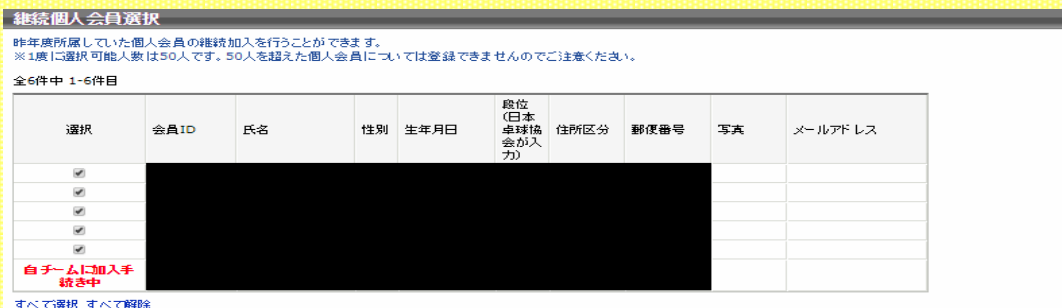 継続個人会員選択
昨年度所属していた個人会員の継続加入を行うことができます。
※1度に選択可能人数は50人です。50人を超えた個人会員については登録できませんのでご注意ください。
全6件中 1-6件目
選択 会員ID 氏名 性別 生年月日 段位(日本卓球協会が入力) 住所区分 郵便番号 写真 メールアドレス
自チームに加入手
続き中
すべて選択 すべて解除